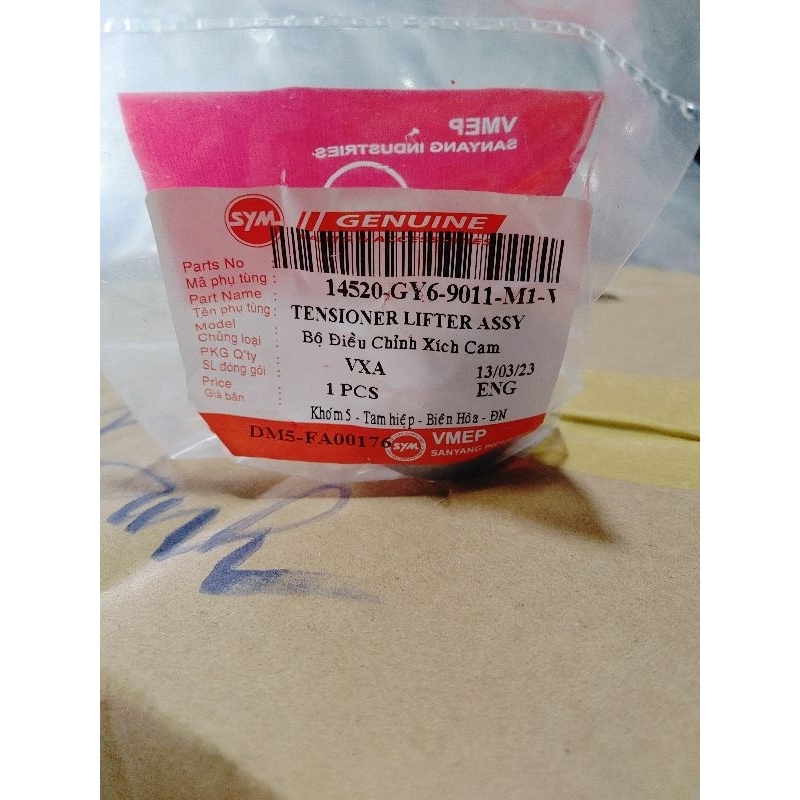 VMEP
SANYANG INDUSTRIES
SYM GENUINE
Parts No
Mã phụ tùng : 14520-GY6-9011-M1-V
Part Name
Tên phụ tùng : TENSIONER LIFTER ASSY
Model Bộ Điều Chỉnh Xích Cam
Chủng loại VXA 13/03/23
PKG Q'ty
SL đóng gói 1 PCS ENG
Price
Giá bán
Khóm 5 - Tam hiệp - Biên Hòa - ĐN
DM5-FA00176 SYM VMEP
SANYANG